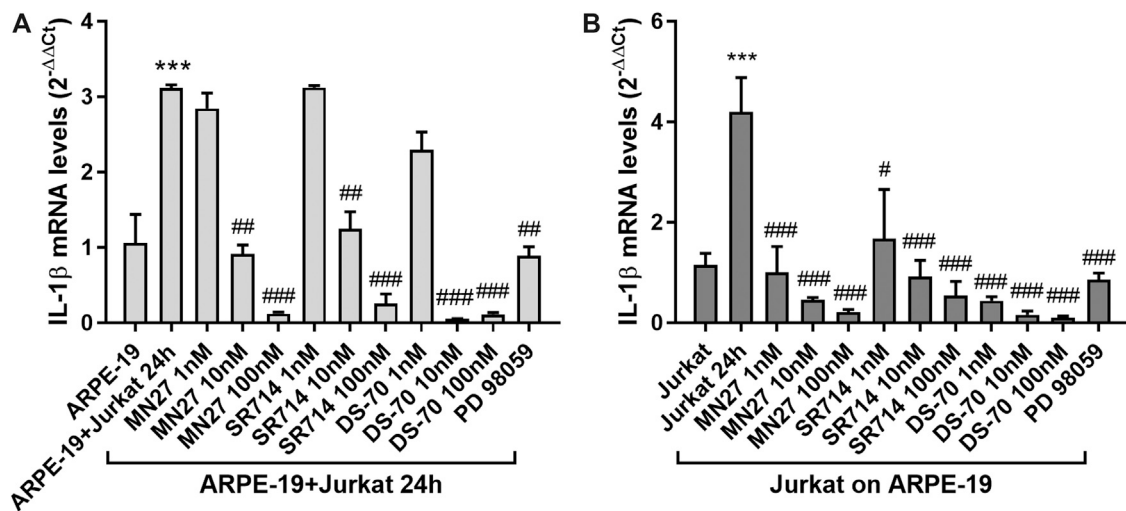 A
IL-1β mRNA levels (2^-ΔΔCt)
4
3
2
1
0
***
##
###
##
###
###
###
##
ARPE-19
ARPE-19+Jurkat 24h
MN27 1nM
MN27 10nM
MN27 100nM
SR714 1nM
SR714 10nM
SR714 100nM
DS-70 1nM
DS-70 10nM
DS-70 100nM
PD 98059
ARPE-19+Jurkat 24h
B
IL-1β mRNA levels (2^-ΔΔCt)
6
4
2
0
***
###
###
###
#
###
###
###
###
###
###
Jurkat
Jurkat 24h
MN27 1nM
MN27 10nM
MN27 100nM
SR714 1nM
SR714 10nM
SR714 100nM
DS-70 1nM
DS-70 10nM
DS-70 100nM
PD 98059
Jurkat on ARPE-19